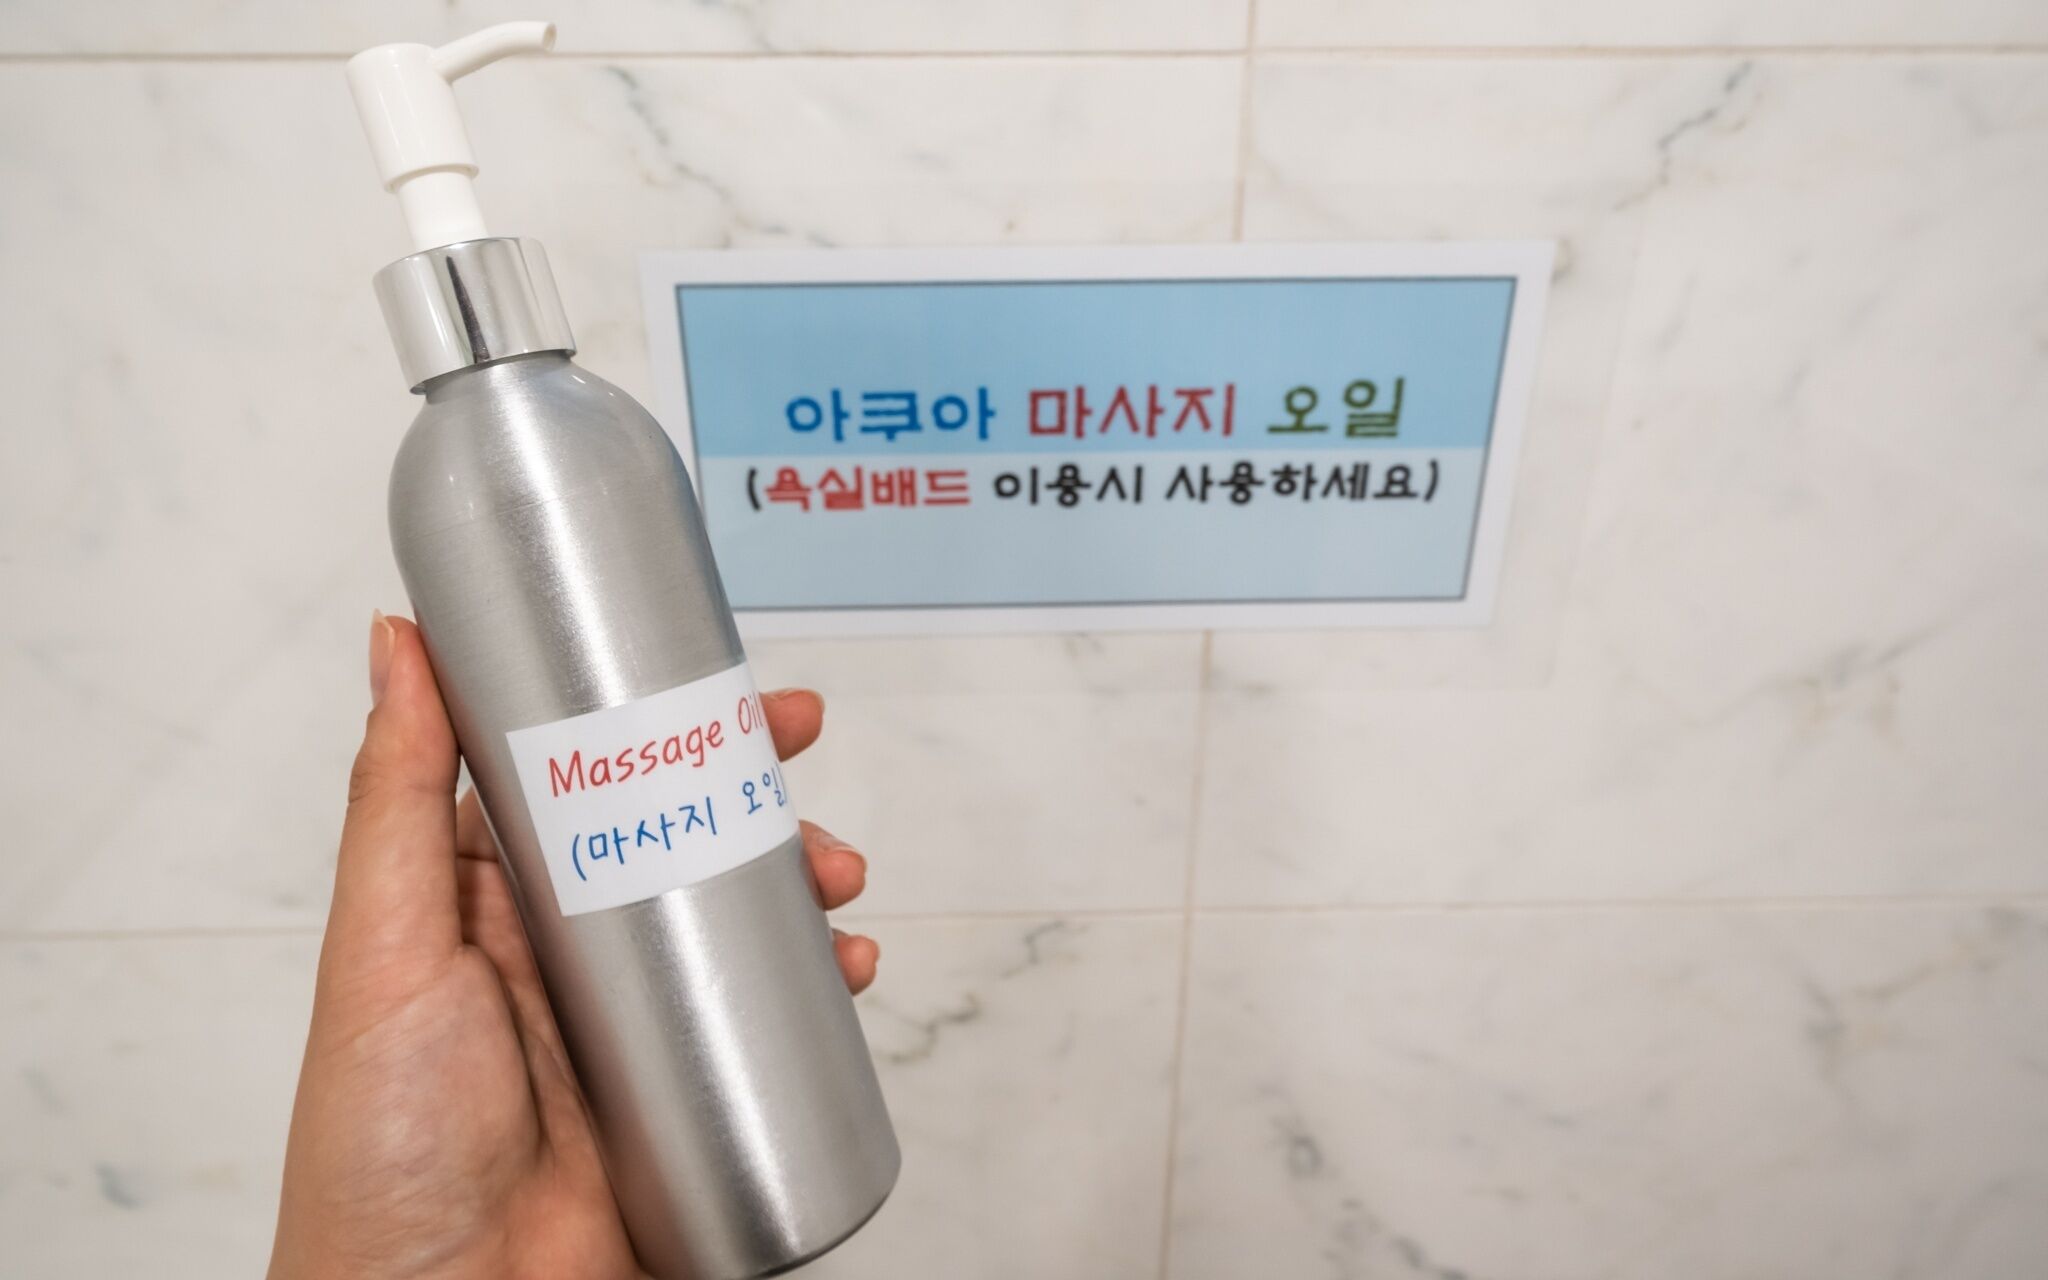 아쿠아 마사지 오일
(욕실배드 이용시 사용하세요)
Massage Oil
(마사지 오일)